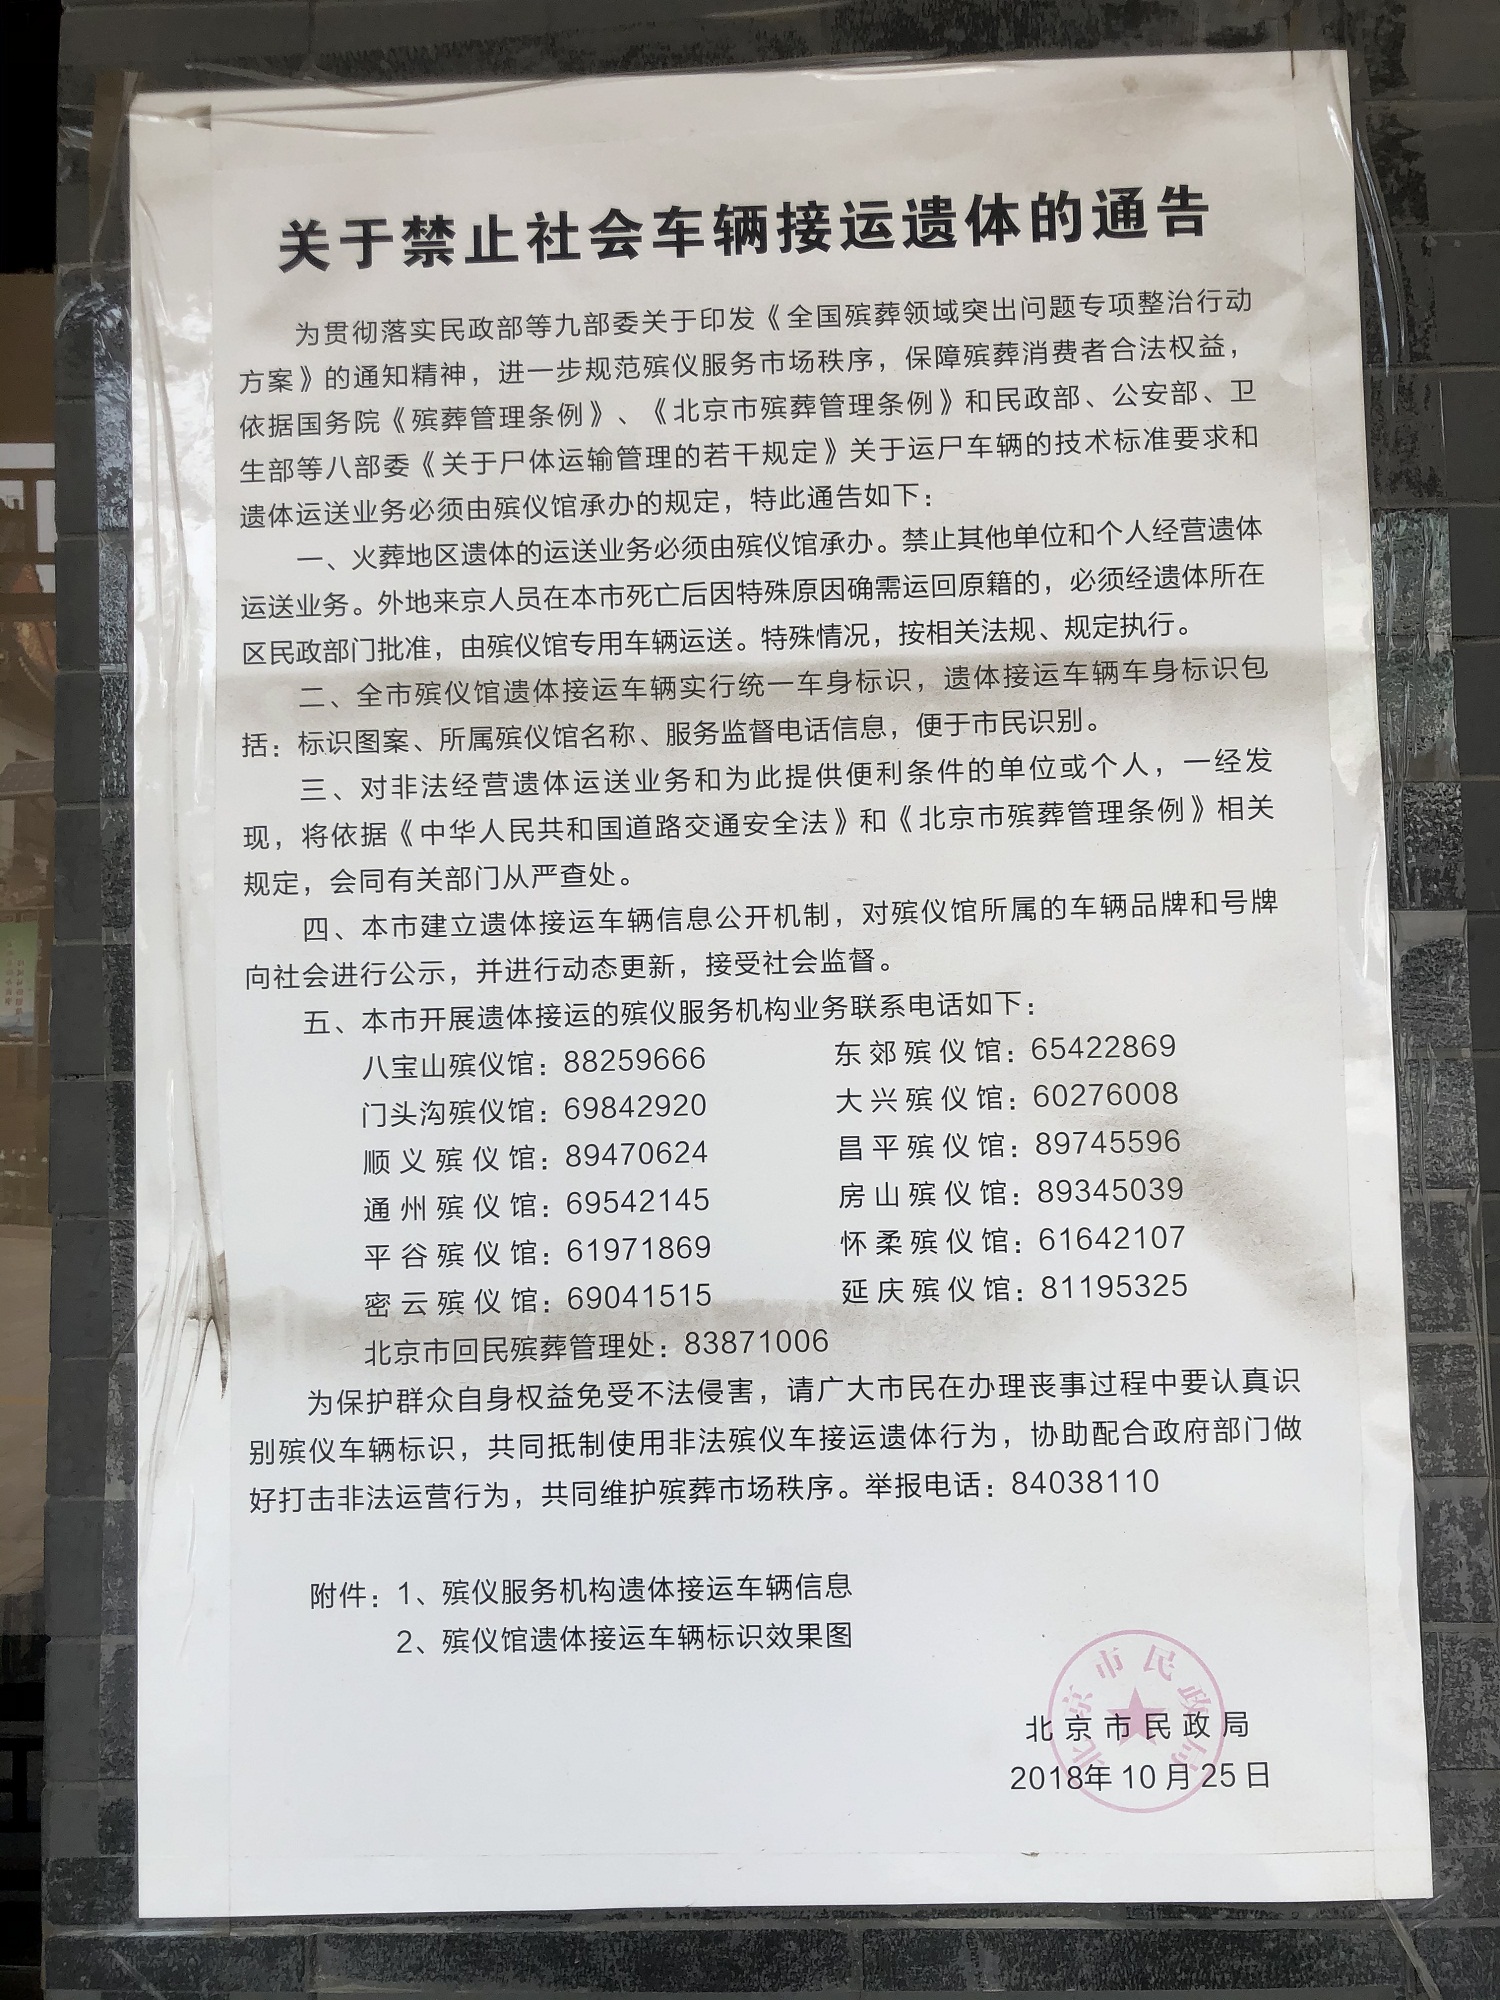 关于禁止社会车辆接运遗体的通告
为贯彻落实民政部等九部委关于印发《全国殡葬领域突出问题专项整治行动
方案》的通知精神，进一步规范殡仪服务市场秩序，保障殡葬消费者合法权益，
依据国务院《殡葬管理条例》、《北京市殡葬管理条例》和民政部、公安部、卫
生部等八部委《关于尸体运输管理的若干规定》关于运尸车辆的技术标准要求和
遗体运送业务必须由殡仪馆承办的规定，特此通告如下：
一、火葬地区遗体的运送业务必须由殡仪馆承办。禁止其他单位和个人经营遗体
运送业务。外地来京人员在本市死亡后因特殊原因确需运回原籍的，必须经遗体所在
区民政部门批准，由殡仪馆专用车辆运送。特殊情况，按相关法规、规定执行。
二、全市殡仪馆遗体接运车辆实行统一车身标识，遗体接运车辆车身标识包
括：标识图案、所属殡仪馆名称、服务监督电话信息，便于市民识别。
三、对非法经营遗体运送业务和为此提供便利条件的单位或个人，一经发
现，将依据《中华人民共和国道路交通安全法》和《北京市殡葬管理条例》相关
规定，会同有关部门从严查处。
四、本市建立遗体接运车辆信息公开机制，对殡仪馆所属的车辆品牌和号牌
向社会进行公示，并进行动态更新，接受社会监督。
五、本市开展遗体接运的殡仪服务机构业务联系电话如下：
八宝山殡仪馆：88259666 东郊殡仪馆：65422869
门头沟殡仪馆：69842920 大兴殡仪馆：60276008
顺义殡仪馆：89470624 昌平殡仪馆：89745596
通州殡仪馆：69542145 房山殡仪馆：89345039
平谷殡仪馆：61971869 怀柔殡仪馆：61642107
密云殡仪馆：69041515 延庆殡仪馆：81195325
北京市回民殡葬管理处：83871006
为保护群众自身权益免受不法侵害，请广大市民在办理丧事过程中要认真识
别殡仪车辆标识，共同抵制使用非法殡仪车接运遗体行为，协助配合政府部门做
好打击非法运营行为，共同维护殡葬市场秩序。举报电话：84038110
附件：1、殡仪服务机构遗体接运车辆信息
2、殡仪馆遗体接运车辆标识效果图
北京市民政局
北京市民政局
2018年10月25日